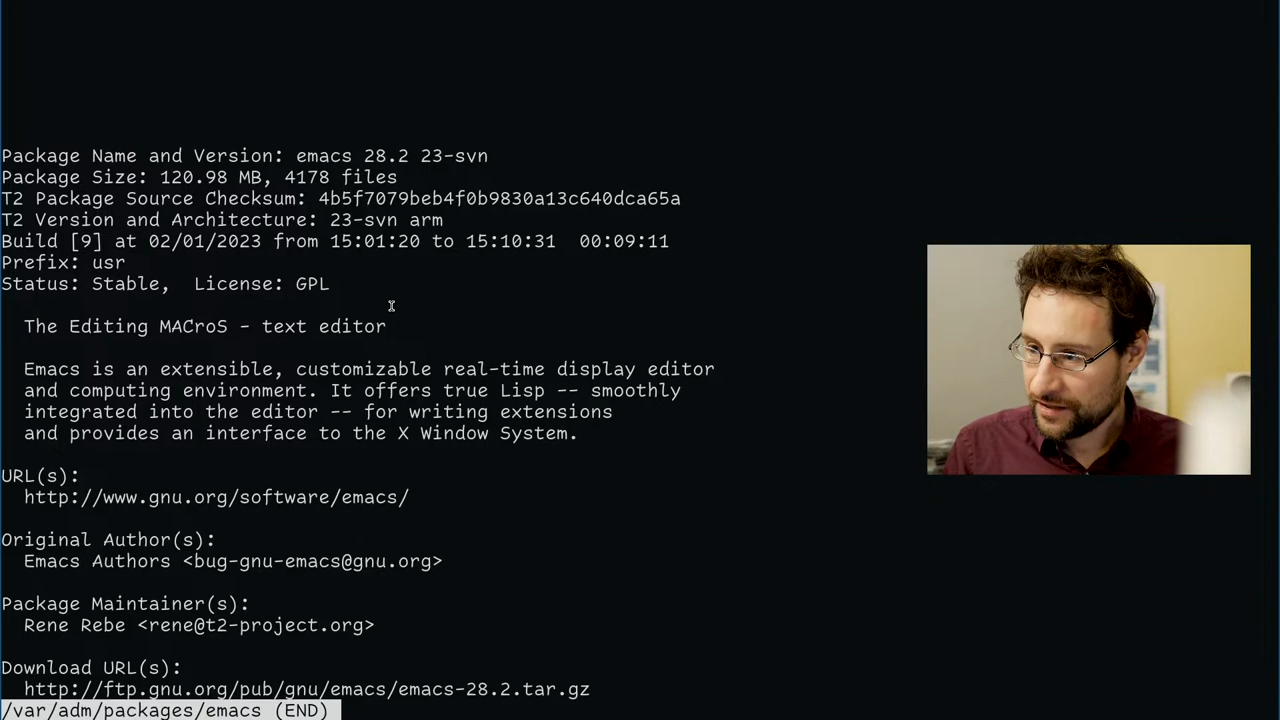 Package Name and Version: emacs 28.2 23-svn
Package Size: 120.98 MB, 4178 files
T2 Package Source Checksum: 4b5f7079beb4f0b9830a13c640dca65a
T2 Version and Architecture: 23-svn arm
Build [9] at 02/01/2023 from 15:01:20 to 15:10:31  00:09:11
Prefix: usr
Status: Stable,  License: GPL
The Editing MACroS - text editor
Emacs is an extensible, customizable real-time display editor
and computing environment. It offers true Lisp -- smoothly
integrated into the editor -- for writing extensions
and provides an interface to the X Window System.
URL(s):
http://www.gnu.org/software/emacs/
Original Author(s):
Emacs Authors <bug-gnu-emacs@gnu.org>
Package Maintainer(s):
Rene Rebe <rene@t2-project.org>
Download URL(s):
http://ftp.gnu.org/pub/gnu/emacs/emacs-28.2.tar.gz
/var/adm/packages/emacs (END)